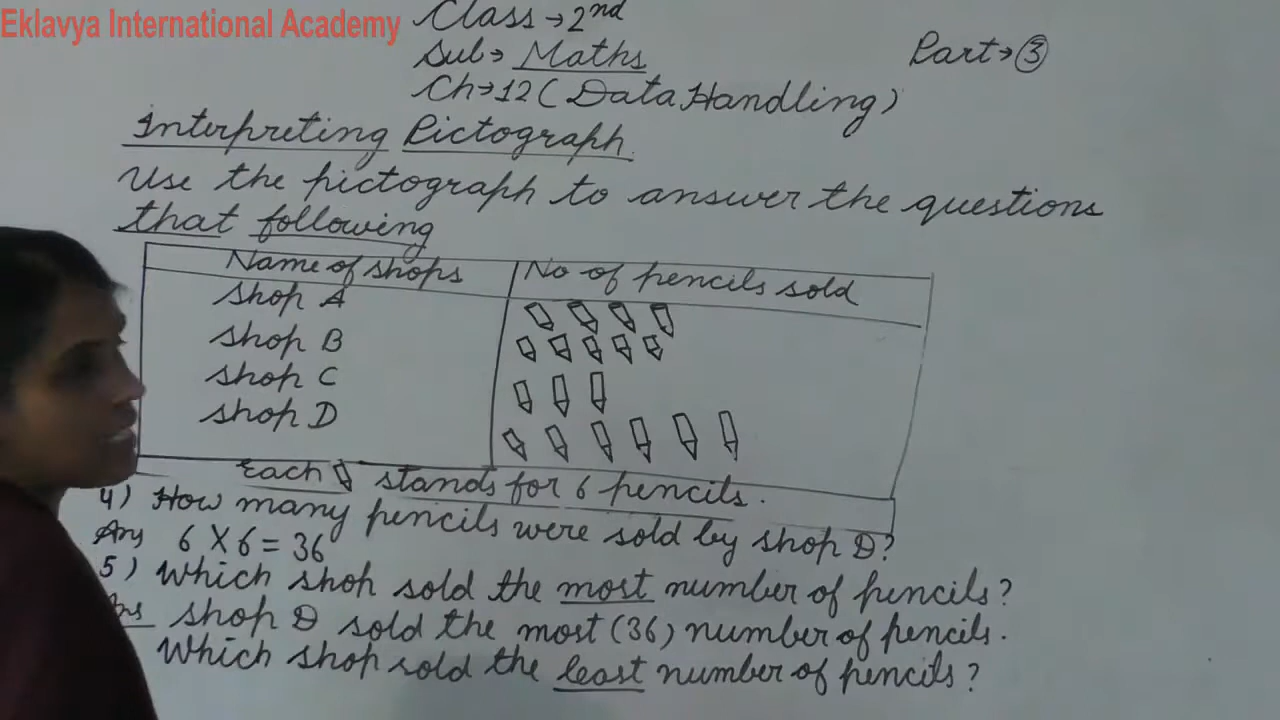 Eklavya International Academy
Class → 2nd
Sub → Maths
Part → 3
Ch → 12 (Data Handling)
Interpreting Pictograph.
Use the pictograph to answer the questions
that following
Name of shops No of pencils sold
Shop A
Shop B
Shop C
Shop D
Each stands for 6 pencils.
4) How many pencils were sold by shop D?
Ans 6 X 6 = 36
5) Which shop sold the most number of pencils?
Ans shop D sold the most (36) number of pencils.
Which shop sold the least number of pencils?